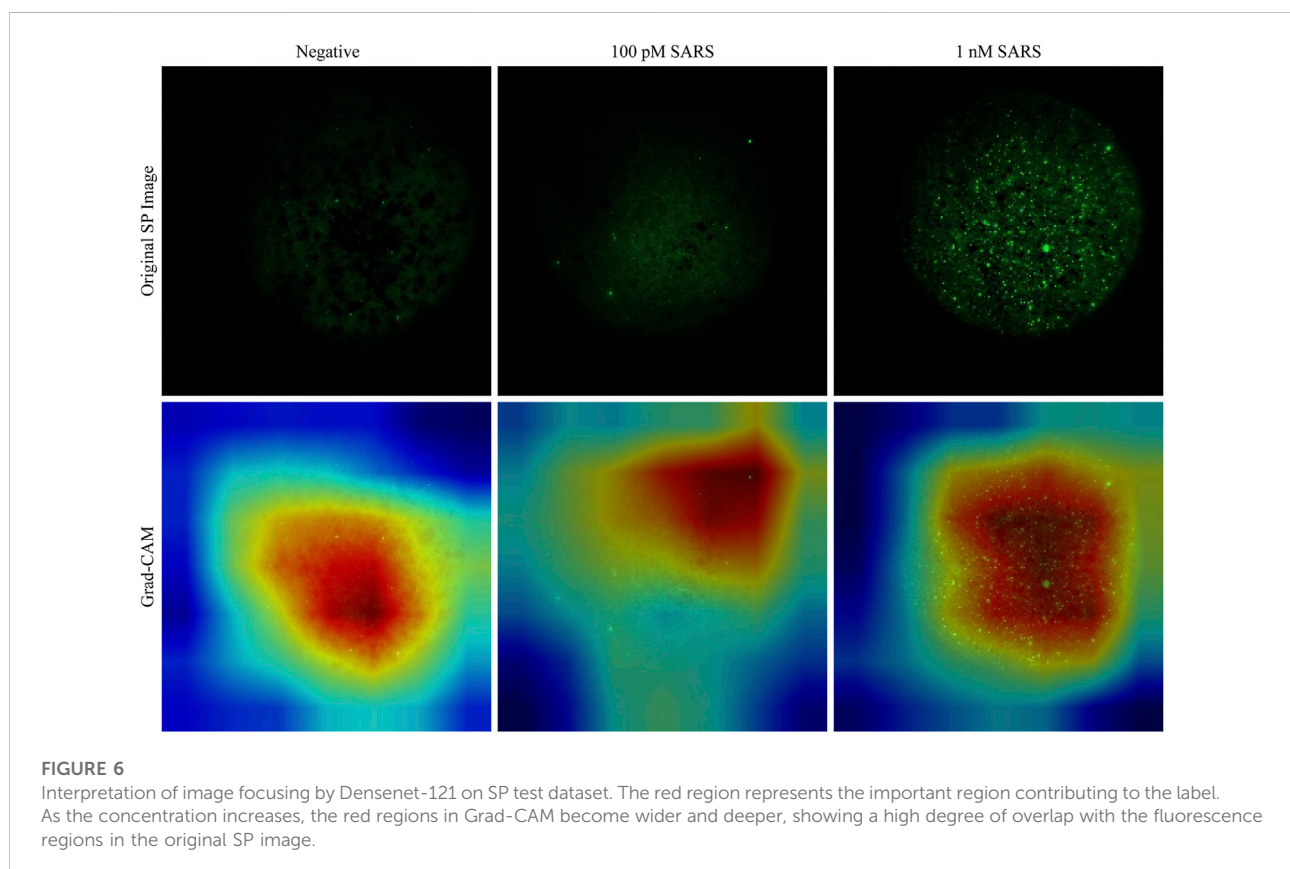 Negative
100 pM SARS
1 nM SARS
Original SP Image
Grad-CAM
FIGURE 6
Interpretation of image focusing by Densenet-121 on SP test dataset. The red region represents the important region contributing to the label.
As the concentration increases, the red regions in Grad-CAM become wider and deeper, showing a high degree of overlap with the fluorescence
regions in the original SP image.